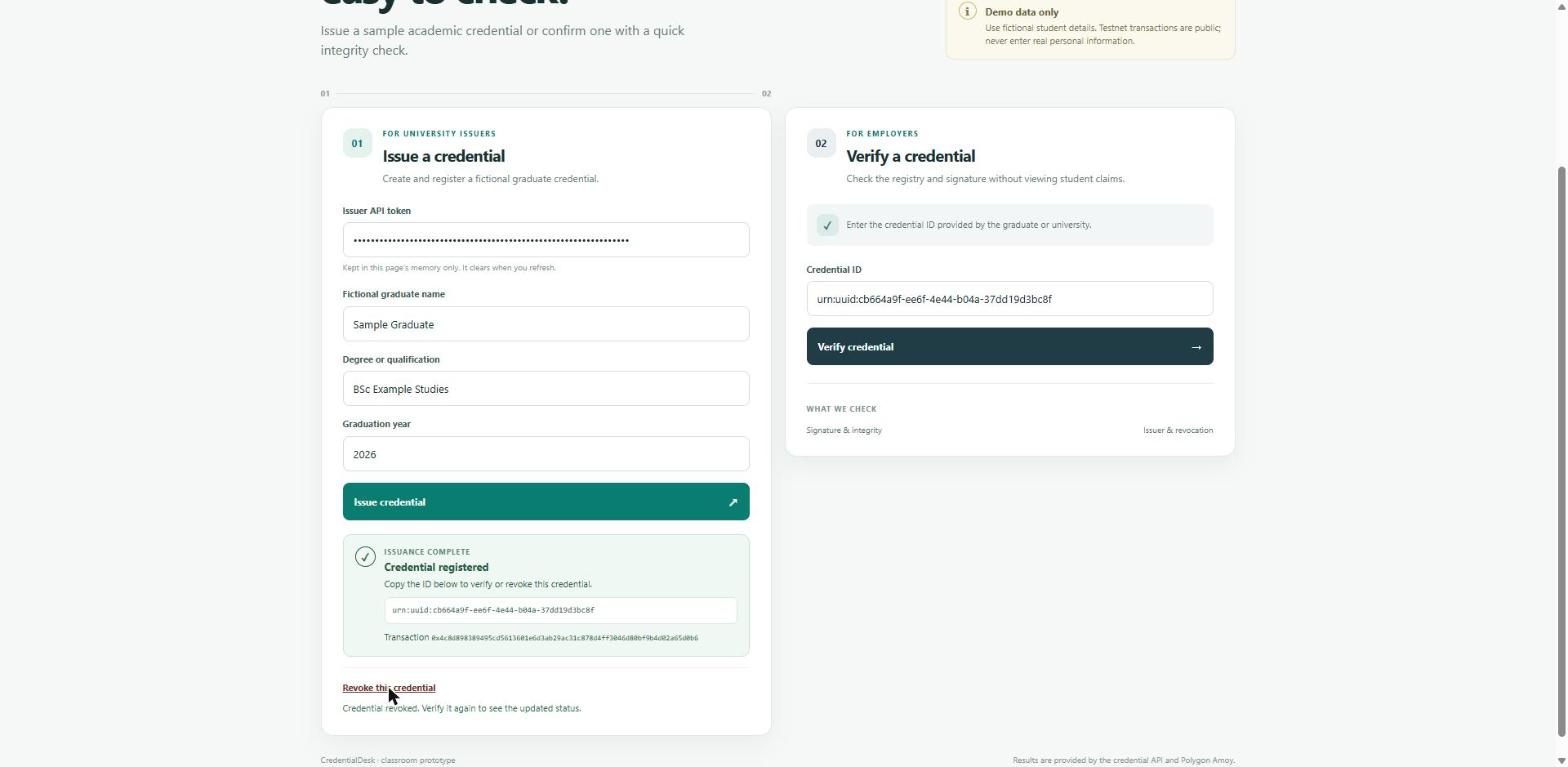 easy to check.
Issue a sample academic credential or confirm one with a quick
integrity check.
i
Demo data only
Use fictional student details. Testnet transactions are public;
never enter real personal information.
01
02
01
FOR UNIVERSITY ISSUERS
Issue a credential
Create and register a fictional graduate credential.
Issuer API token
Kept in this page's memory only. It clears when you refresh.
Fictional graduate name
Sample Graduate
Degree or qualification
BSc Example Studies
Graduation year
2026
Issue credential ↗
✓
ISSUANCE COMPLETE
Credential registered
Copy the ID below to verify or revoke this credential.
urn:uuid:cb664a9f-ee6f-4e44-b04a-37dd19d3bc8f
Transaction 0x4c8d898389495cd5613601e6d3ab29ac31c878d4ff3046d80bf9b4d02a65d0b6
Revoke this credential
Credential revoked. Verify it again to see the updated status.
02
FOR EMPLOYERS
Verify a credential
Check the registry and signature without viewing student claims.
✓ Enter the credential ID provided by the graduate or university.
Credential ID
urn:uuid:cb664a9f-ee6f-4e44-b04a-37dd19d3bc8f
Verify credential →
WHAT WE CHECK
Signature & integrity
Issuer & revocation
CredentialDesk · classroom prototype
Results are provided by the credential API and Polygon Amoy.